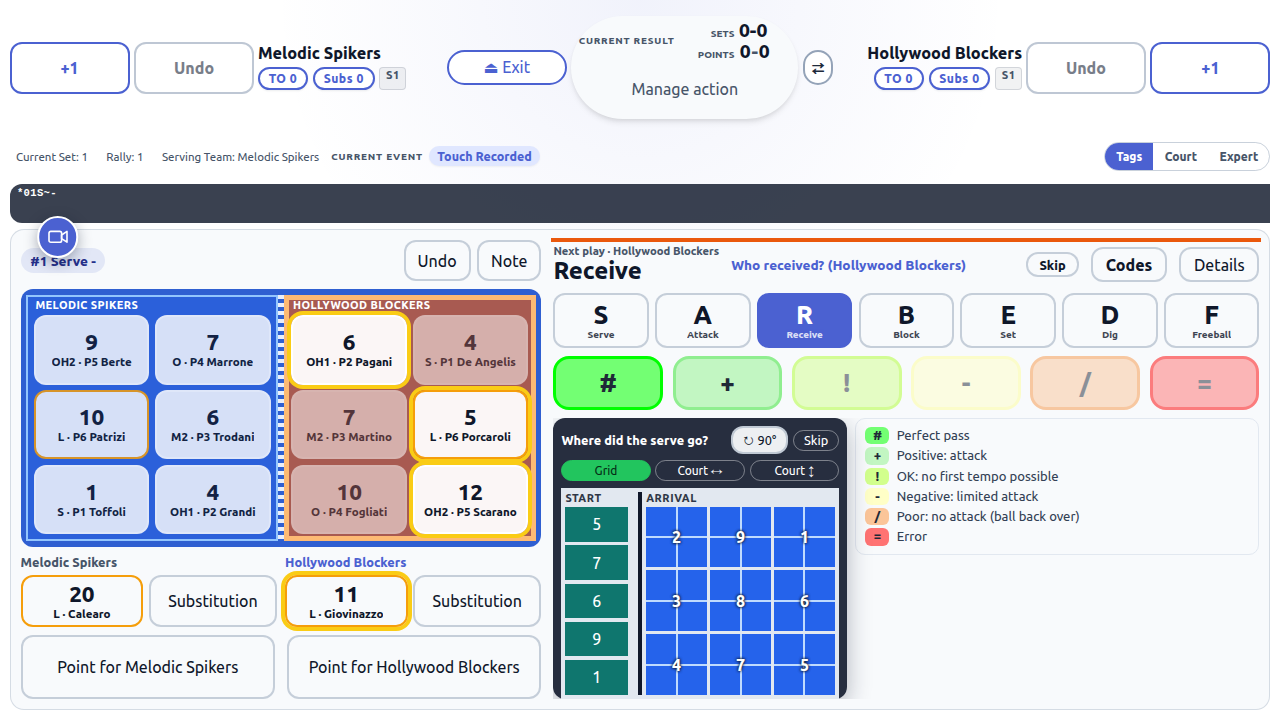 +1
Undo
Melodic Spikers
TO 0
Subs 0
S1
⏏ Exit
CURRENT RESULT
SETS 0-0
POINTS 0-0
Manage action
⇄
Hollywood Blockers
TO 0
Subs 0
S1
Undo
+1
Current Set: 1
Rally: 1
Serving Team: Melodic Spikers
CURRENT EVENT
Touch Recorded
Tags
Court
Expert
*01S~-
#1 Serve -
Undo
Note
MELODIC SPIKERS
HOLLYWOOD BLOCKERS
9
OH2 · P5 Berte
7
O · P4 Marrone
6
OH1 · P2 Pagani
4
S · P1 De Angelis
10
L · P6 Patrizi
6
M2 · P3 Trodani
7
M2 · P3 Martino
5
L · P6 Porcaroli
1
S · P1 Toffoli
4
OH1 · P2 Grandi
10
O · P4 Fogliati
12
OH2 · P5 Scarano
Melodic Spikers
Hollywood Blockers
20
L · Calearo
Substitution
11
L · Giovinazzo
Substitution
Point for Melodic Spikers
Point for Hollywood Blockers
Next play · Hollywood Blockers
Receive
Who received? (Hollywood Blockers)
Skip
Codes
Details
S
Serve
A
Attack
R
Receive
B
Block
E
Set
D
Dig
F
Freeball
#
+
!
-
/
=
Where did the serve go?
↻ 90°
Skip
Grid
Court ↔
Court ↕
START
ARRIVAL
5
7
6
9
1
2 9 1
3 8 6
4 7 5
# Perfect pass
+ Positive: attack
! OK: no first tempo possible
- Negative: limited attack
/ Poor: no attack (ball back over)
= Error